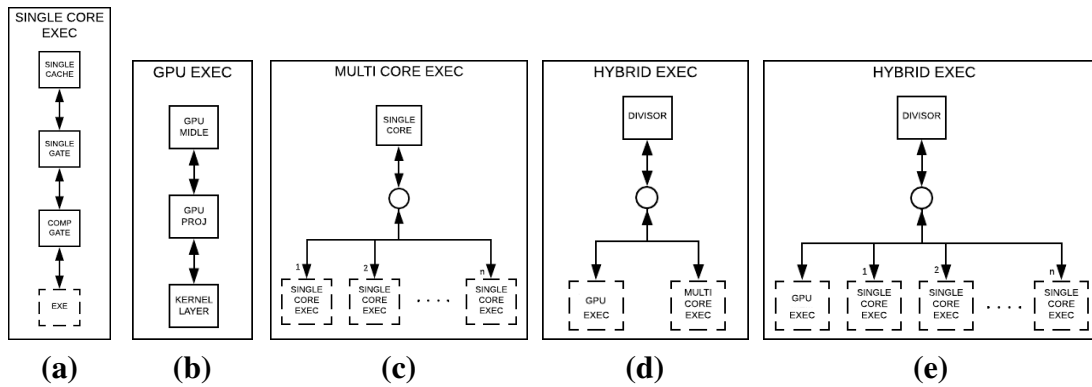 SINGLE CORE
EXEC
SINGLE
CACHE
SINGLE
GATE
COMP
GATE
EXE
(a)
GPU EXEC
GPU
MIDLE
GPU
PROJ
KERNEL
LAYER
(b)
MULTI CORE EXEC
SINGLE
CORE
1
2
n
SINGLE
CORE
EXEC
SINGLE
CORE
EXEC
. . . .
SINGLE
CORE
EXEC
(c)
HYBRID EXEC
DIVISOR
GPU
EXEC
MULTI
CORE
EXEC
(d)
HYBRID EXEC
DIVISOR
1
2
n
GPU
EXEC
SINGLE
CORE
EXEC
SINGLE
CORE
EXEC
. . . .
SINGLE
CORE
EXEC
(e)